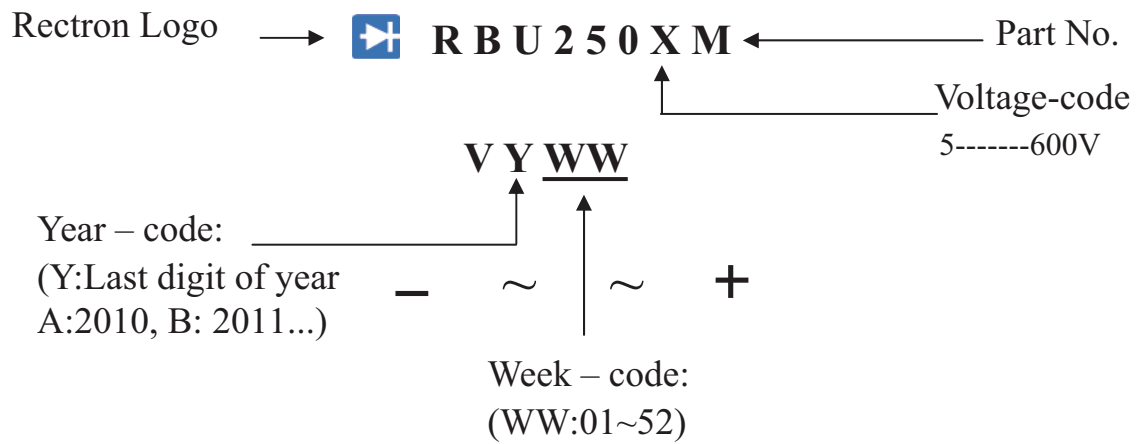 Rectron Logo
R B U 2 5 0 X M
Part No.
Voltage-code
5-------600V
V Y WW
Year – code:
(Y:Last digit of year
A:2010, B: 2011...)
– ~ ~ +
Week – code:
(WW:01~52)